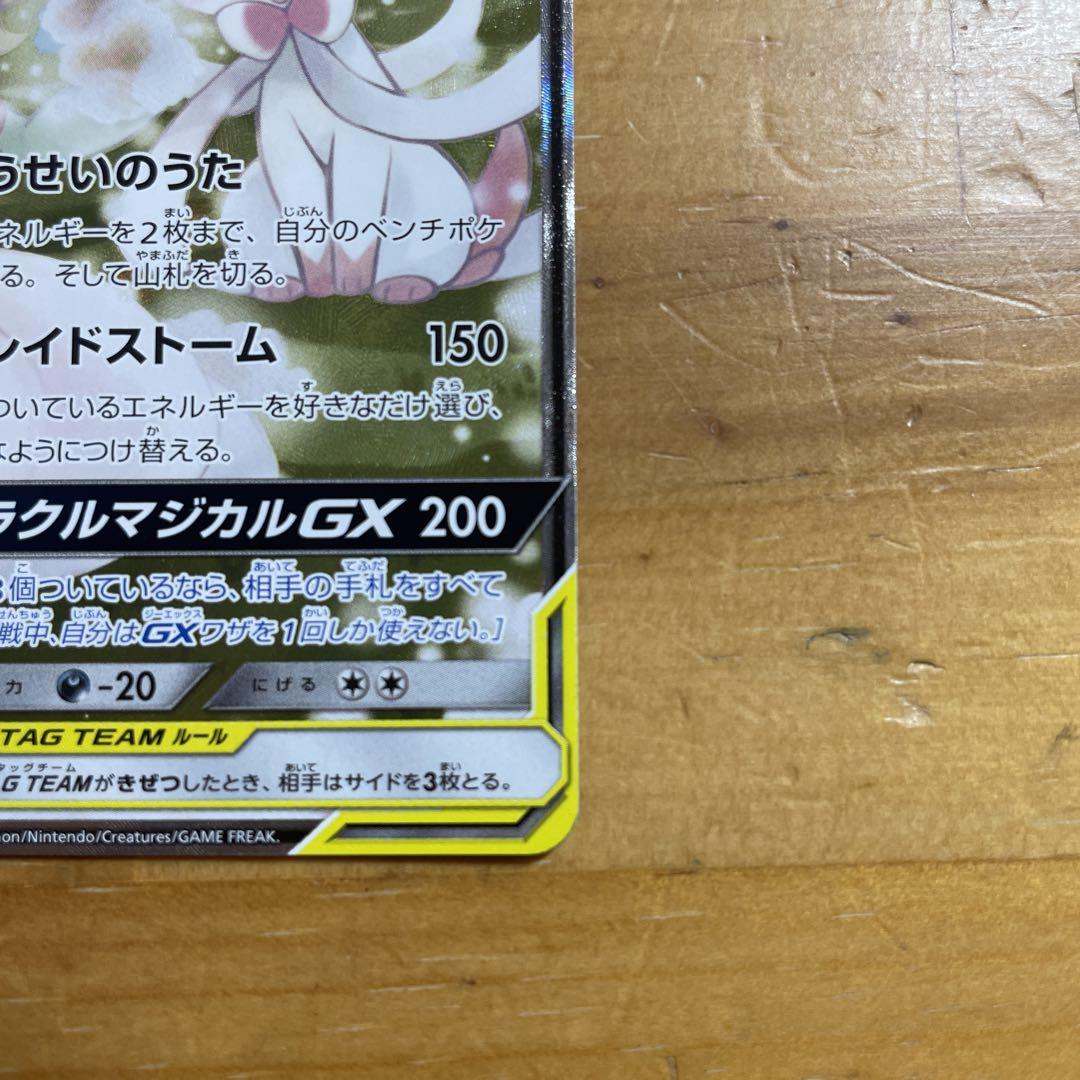 うせいのうた
ネルギーを2枚まで、自分のベンチポケ
る。そして山札を切る。
レイドストーム 150
ついているエネルギーを好きなだけ選び、
なようにつけ替える。
ラクルマジカルGX 200
個ついているなら、相手の手札をすべて
戦中、自分はGXワザを1回しか使えない。]
力 -20 にげる
TAG TEAM ルール
G TEAMがきぜつしたとき、相手はサイドを3枚とる。
mon/Nintendo/Creatures/GAME FREAK.